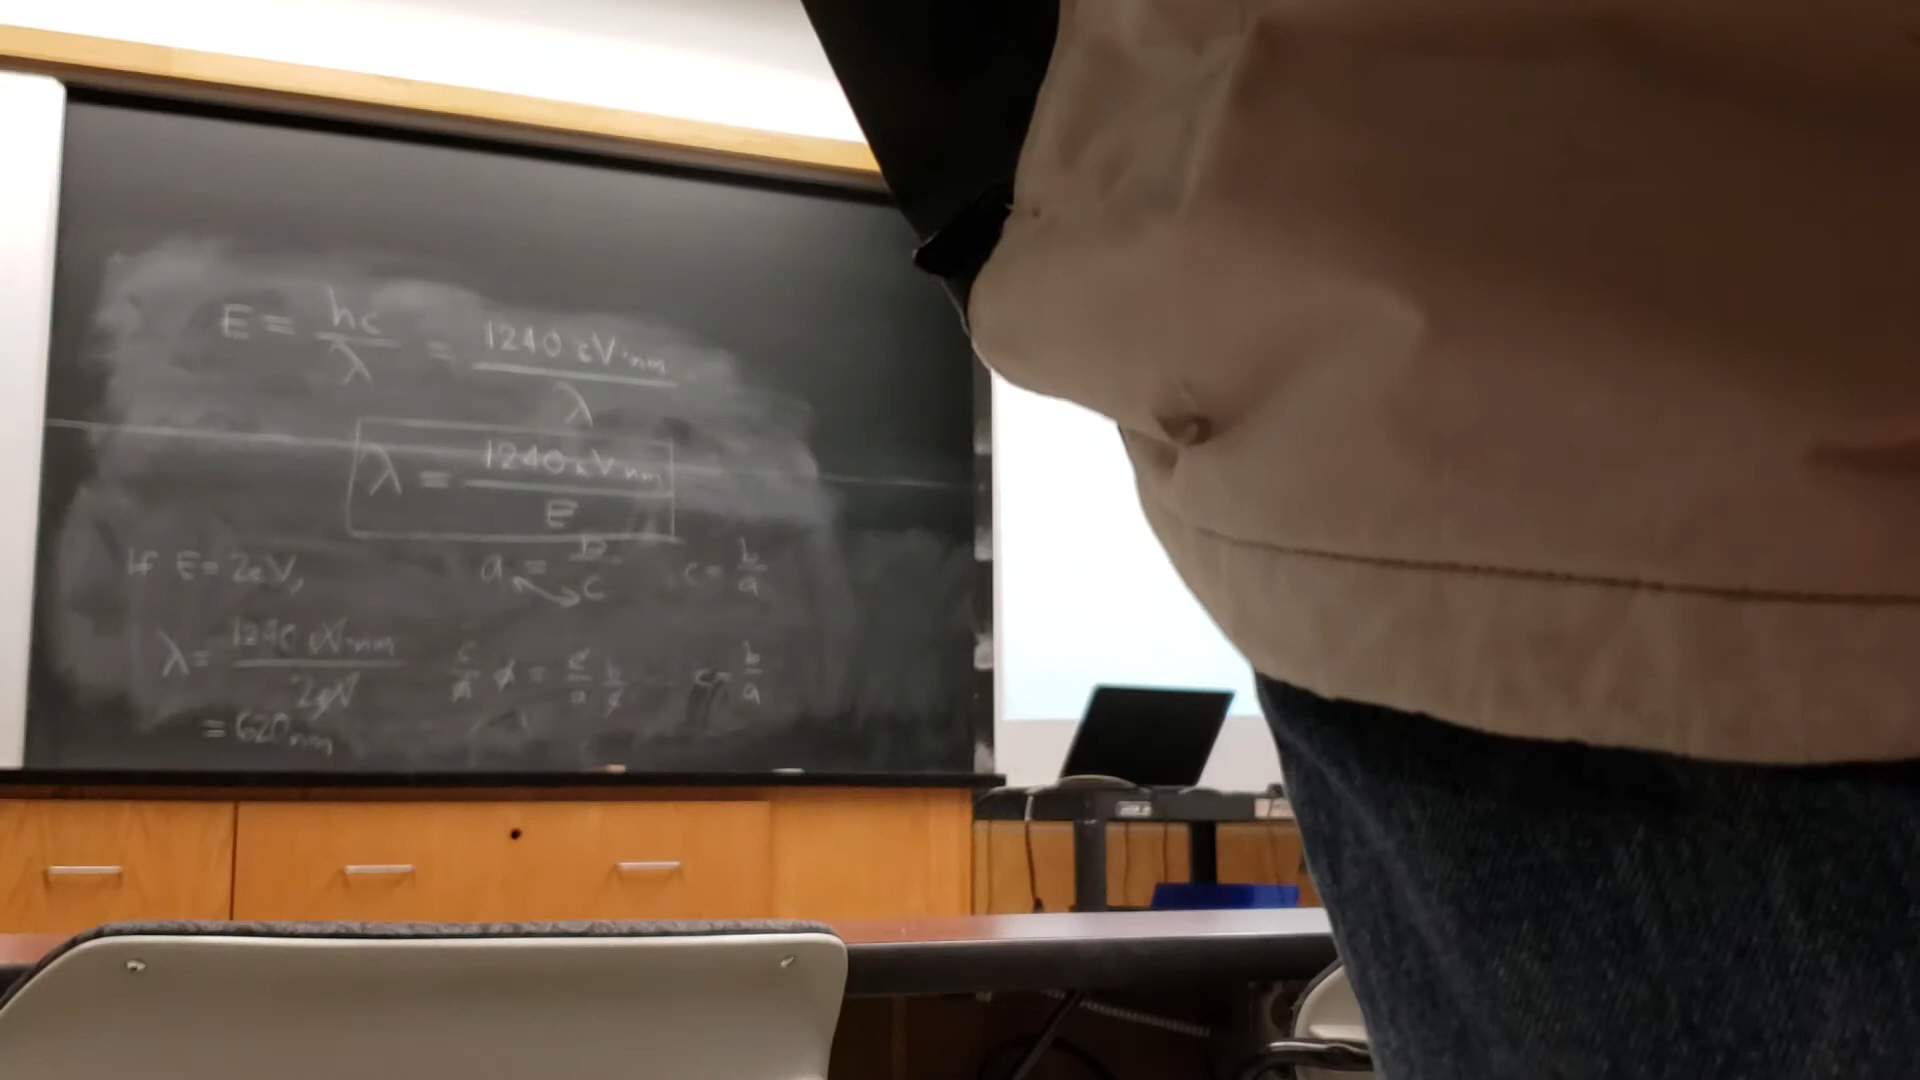 E = hc/λ = 1240 eV·nm/λ
λ = 1240 eV nm/E
If E = 2eV,
a = b/c
c = b/a
λ = 1240 eV·nm/2eV
c/a a = c/a b/c
c = b/a
= 620 nm